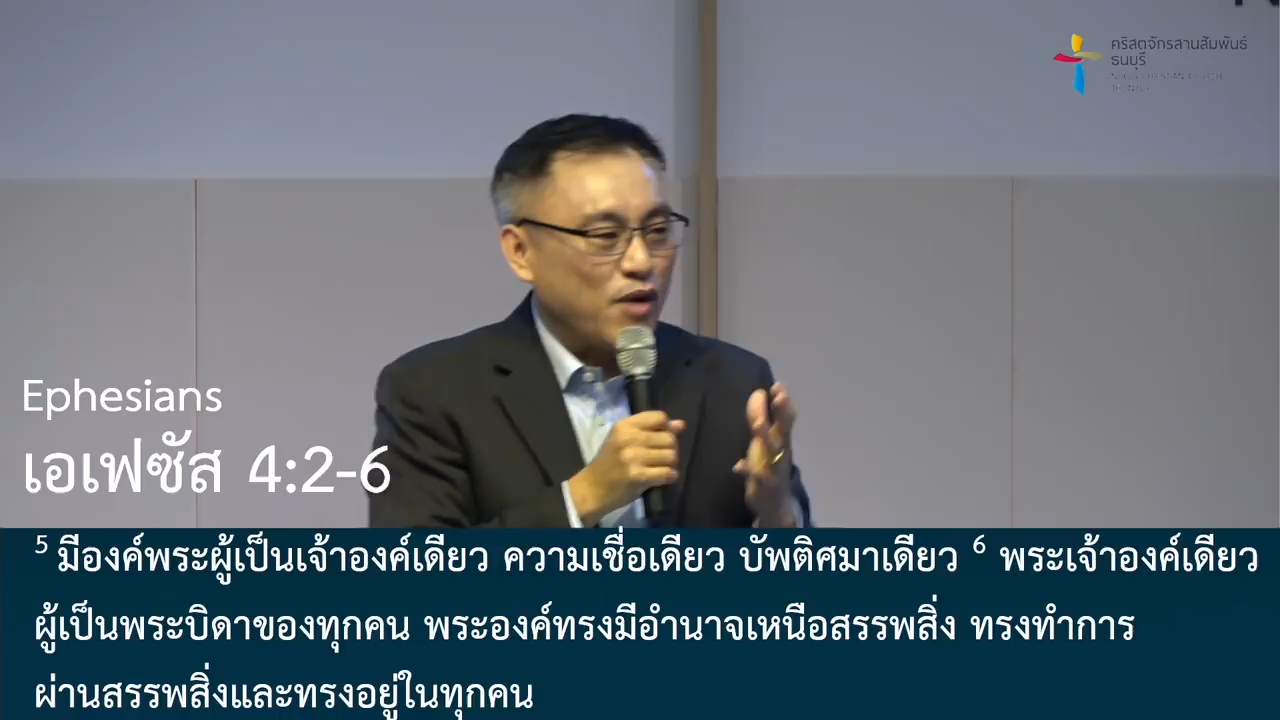 คริสตจักรสานสัมพันธ์
ธนบุรี
Ephesians
เอเฟซัส 4:2-6
5 มีองค์พระผู้เป็นเจ้าองค์เดียว ความเชื่อเดียว บัพติศมาเดียว 6 พระเจ้าองค์เดียว
ผู้เป็นพระบิดาของทุกคน พระองค์ทรงมีอำนาจเหนือสรรพสิ่ง ทรงทำการ
ผ่านสรรพสิ่งและทรงอยู่ในทุกคน